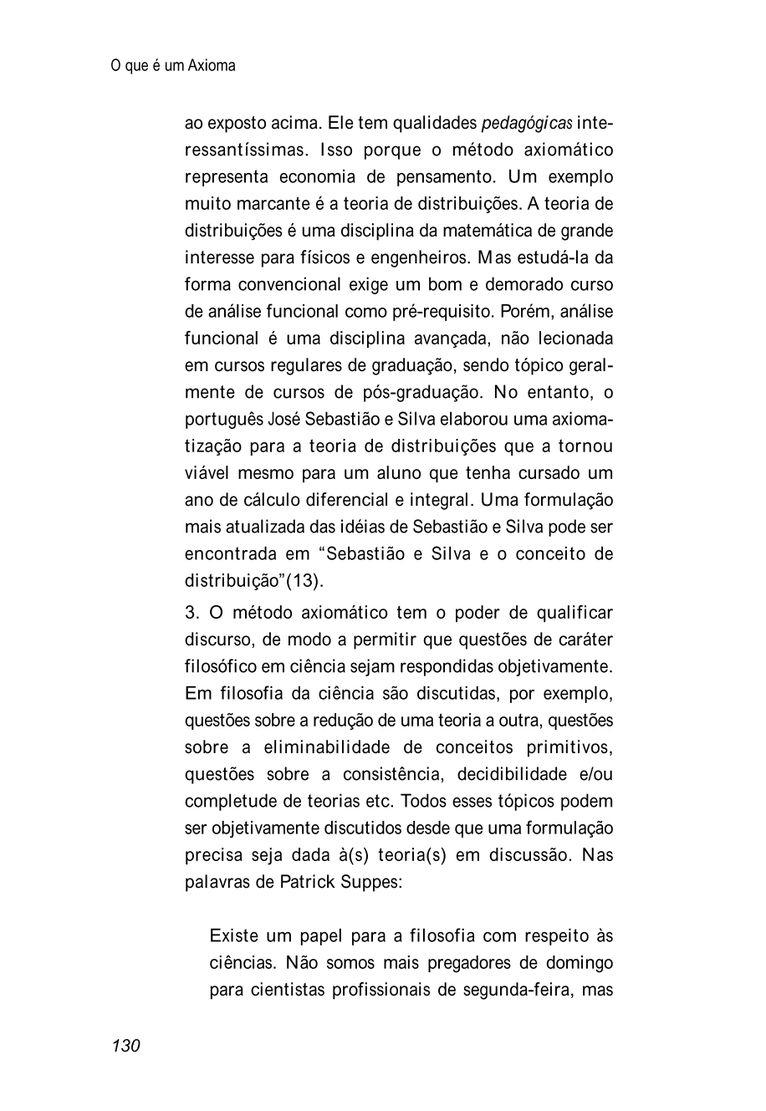 O que é um Axioma
ao exposto acima. Ele tem qualidades pedagógicas inte-
ressantíssimas. Isso porque o método axiomático
representa economia de pensamento. Um exemplo
muito marcante é a teoria de distribuições. A teoria de
distribuições é uma disciplina da matemática de grande
interesse para físicos e engenheiros. Mas estudá-la da
forma convencional exige um bom e demorado curso
de análise funcional como pré-requisito. Porém, análise
funcional é uma disciplina avançada, não lecionada
em cursos regulares de graduação, sendo tópico geral-
mente de cursos de pós-graduação. No entanto, o
português José Sebastião e Silva elaborou uma axioma-
tização para a teoria de distribuições que a tornou
viável mesmo para um aluno que tenha cursado um
ano de cálculo diferencial e integral. Uma formulação
mais atualizada das idéias de Sebastião e Silva pode ser
encontrada em “Sebastião e Silva e o conceito de
distribuição”(13).
3. O método axiomático tem o poder de qualificar
discurso, de modo a permitir que questões de caráter
filosófico em ciência sejam respondidas objetivamente.
Em filosofia da ciência são discutidas, por exemplo,
questões sobre a redução de uma teoria a outra, questões
sobre a eliminabilidade de conceitos primitivos,
questões sobre a consistência, decidibilidade e/ou
completude de teorias etc. Todos esses tópicos podem
ser objetivamente discutidos desde que uma formulação
precisa seja dada à(s) teoria(s) em discussão. Nas
palavras de Patrick Suppes:
Existe um papel para a filosofia com respeito às
ciências. Não somos mais pregadores de domingo
para cientistas profissionais de segunda-feira, mas
130